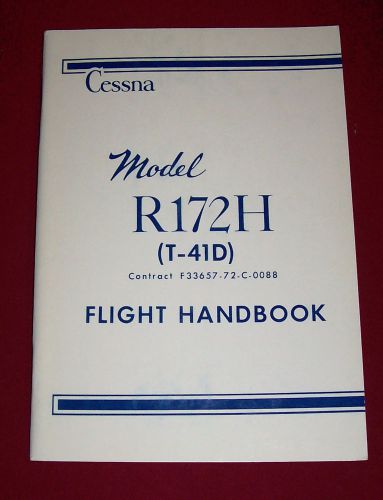 Cessna
Model
R172H
(T-41D)
Contract F33657-72-C-0088
FLIGHT HANDBOOK